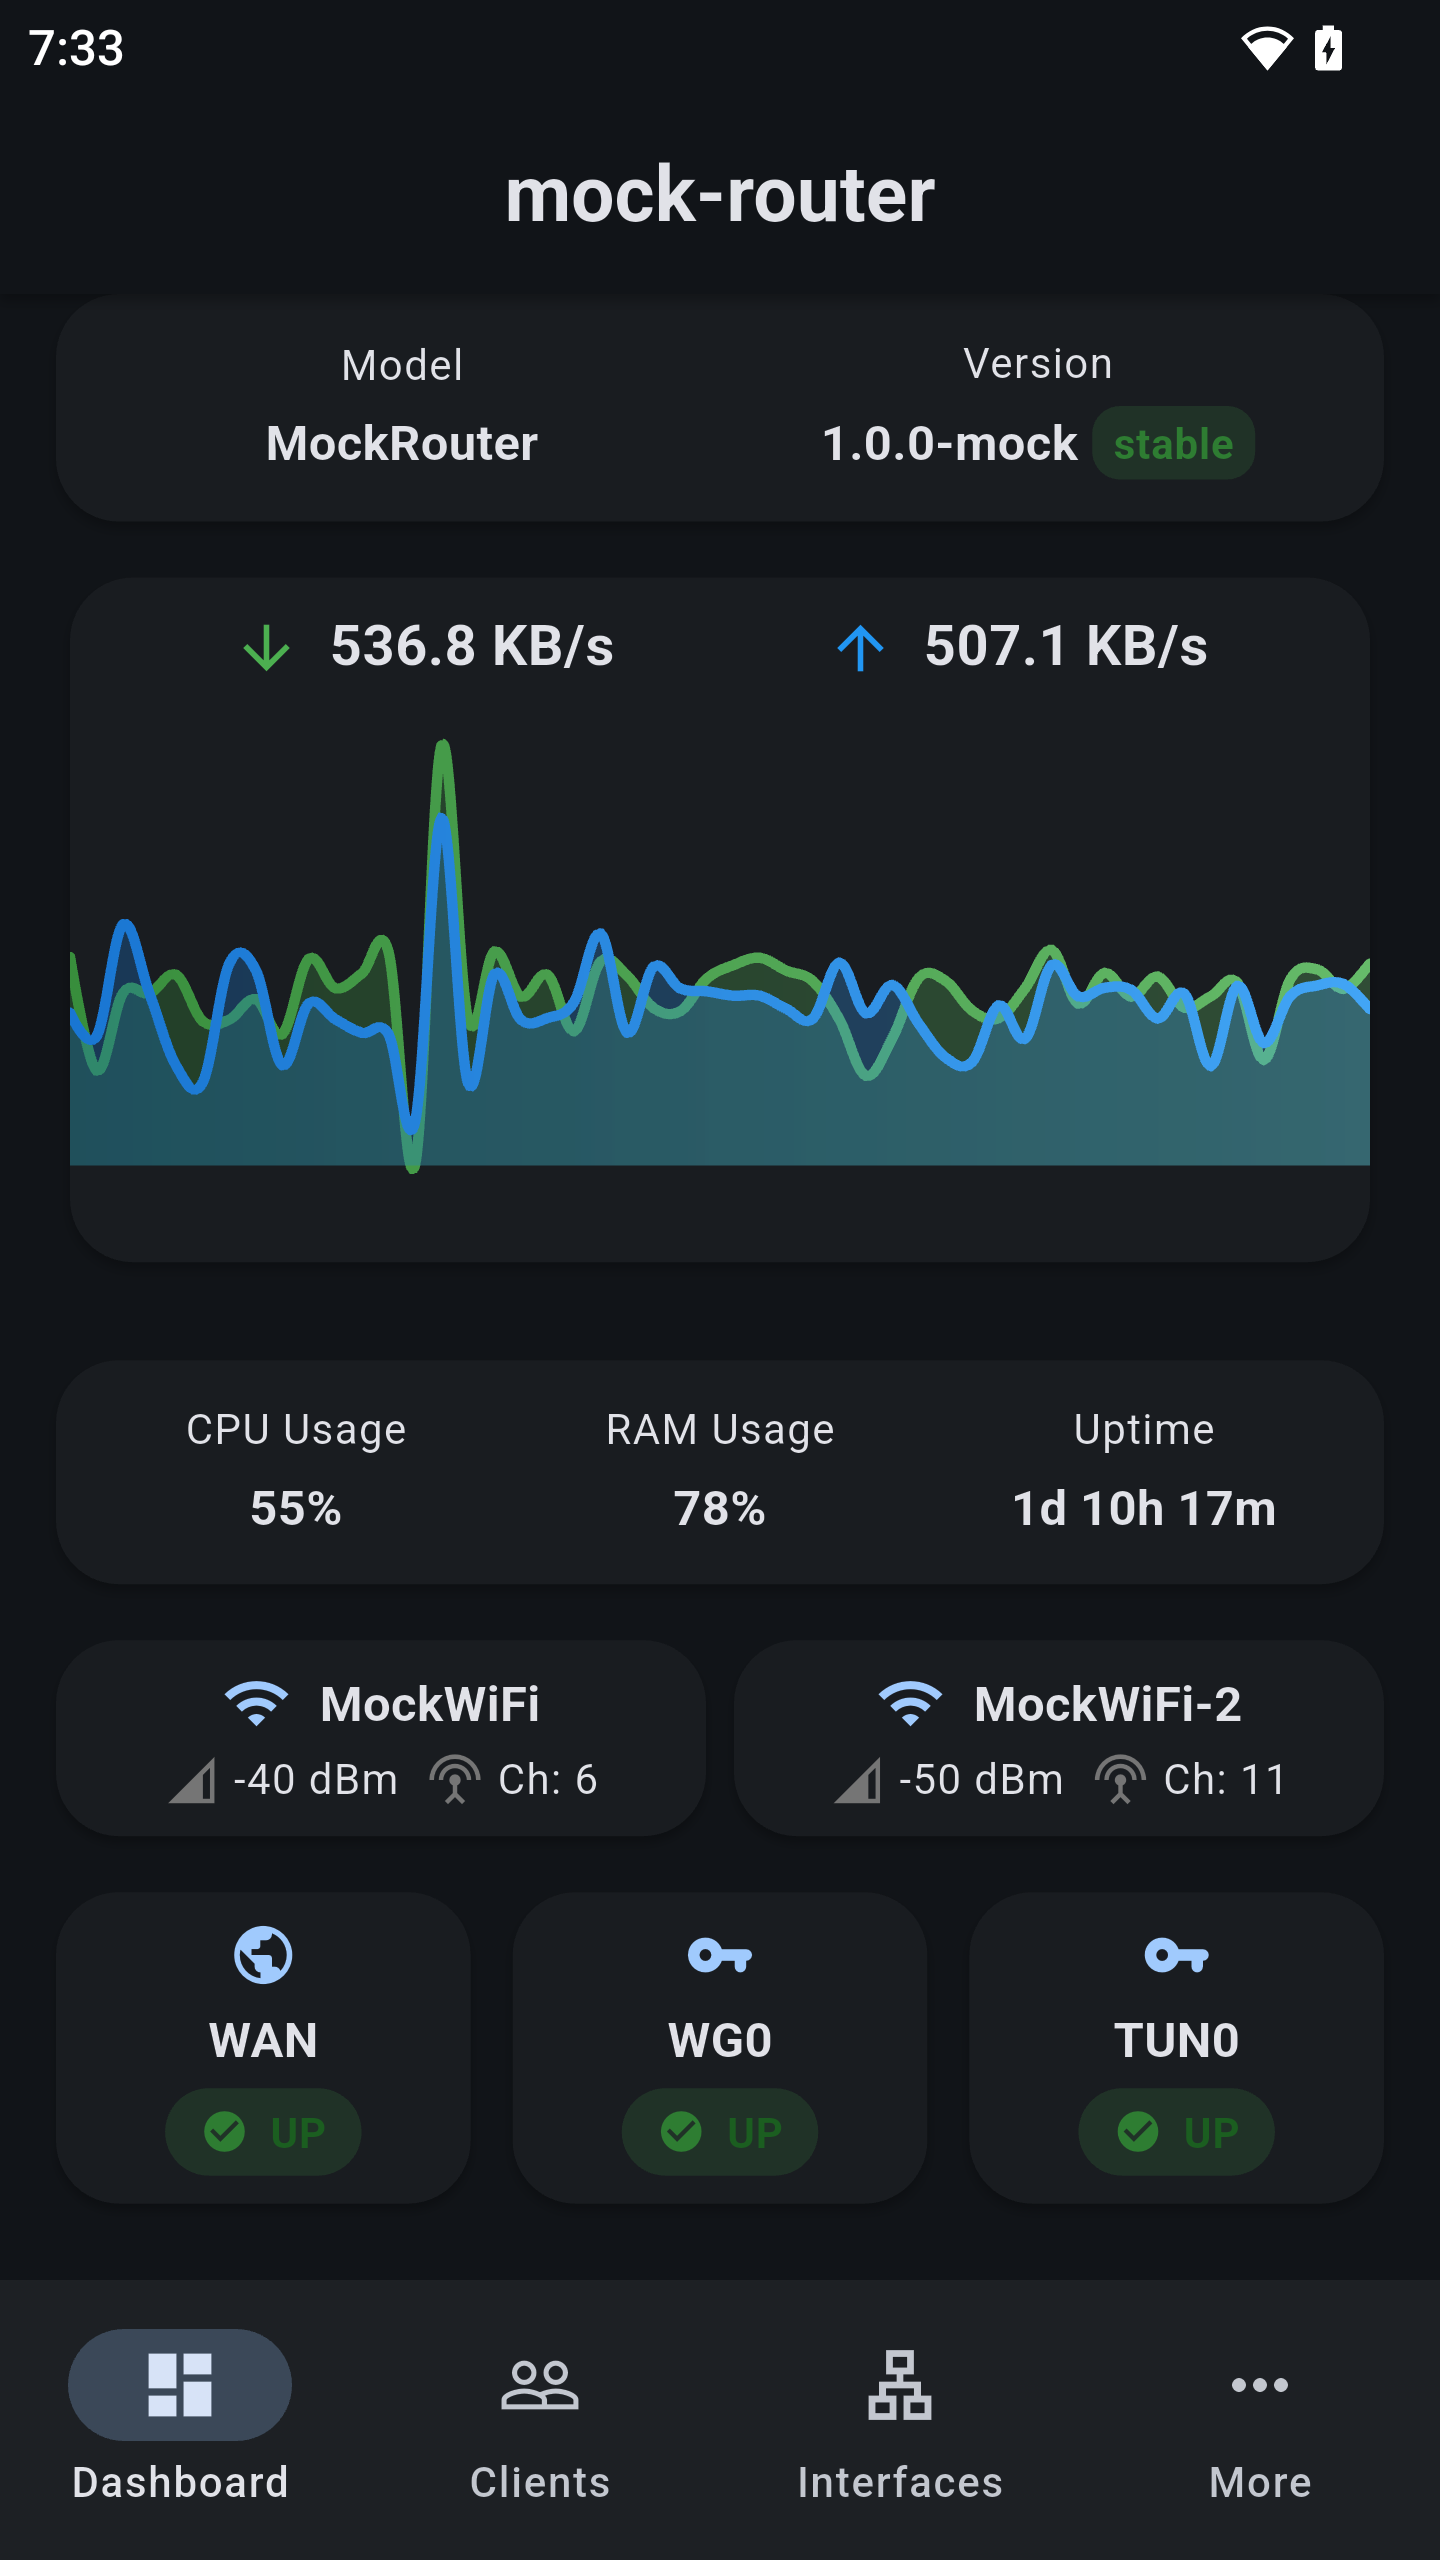 7:33
mock-router
Model
Version
MockRouter
1.0.0-mock stable
536.8 KB/s
507.1 KB/s
CPU Usage
RAM Usage
Uptime
55%
78%
1d 10h 17m
MockWiFi
-40 dBm Ch: 6
MockWiFi-2
-50 dBm Ch: 11
WAN
UP
WG0
UP
TUN0
UP
Dashboard
Clients
Interfaces
More